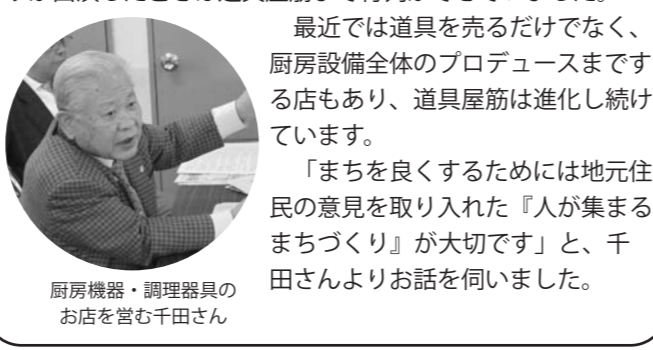 最近では道具を売るだけでなく、
厨房設備全体のプロデュースまです
る店もあり、道具屋筋は進化し続け
ています。
「まちを良くするためには地元住
民の意見を取り入れた『人が集まる
まちづくり』が大切です」と、千
田さんよりお話を伺いました。
厨房機器・調理器具の
お店を営む千田さん